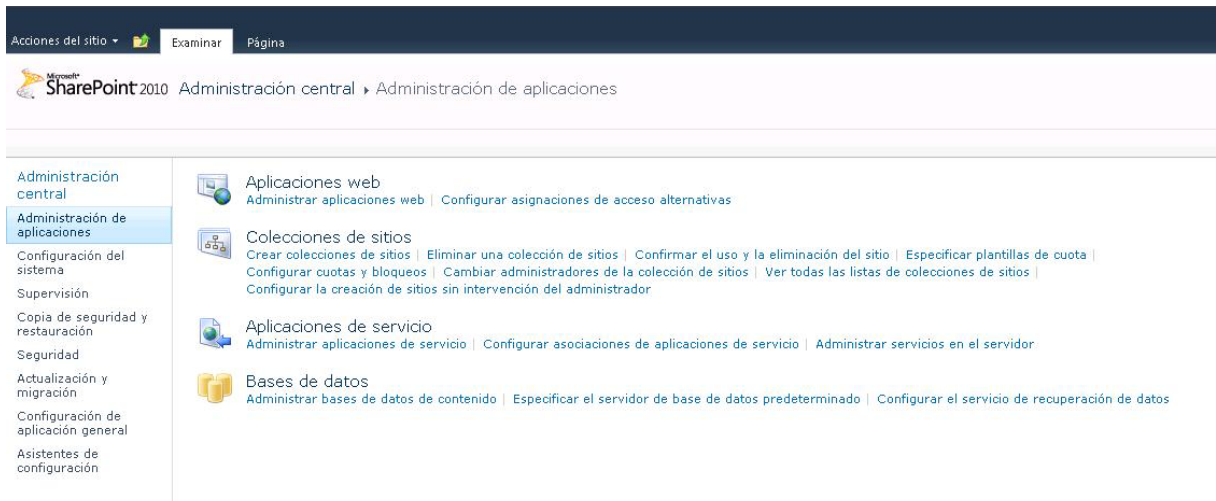 Acciones del sitio
Examinar
Página
Microsoft
SharePoint 2010
Administración central ▸ Administración de aplicaciones
Administración central
Administración de aplicaciones
Configuración del sistema
Supervisión
Copia de seguridad y restauración
Seguridad
Actualización y migración
Configuración de aplicación general
Asistentes de configuración
Aplicaciones web
Administrar aplicaciones web | Configurar asignaciones de acceso alternativas
Colecciones de sitios
Crear colecciones de sitios | Eliminar una colección de sitios | Confirmar el uso y la eliminación del sitio | Especificar plantillas de cuota |
Configurar cuotas y bloqueos | Cambiar administradores de la colección de sitios | Ver todas las listas de colecciones de sitios |
Configurar la creación de sitios sin intervención del administrador
Aplicaciones de servicio
Administrar aplicaciones de servicio | Configurar asociaciones de aplicaciones de servicio | Administrar servicios en el servidor
Bases de datos
Administrar bases de datos de contenido | Especificar el servidor de base de datos predeterminado | Configurar el servicio de recuperación de datos